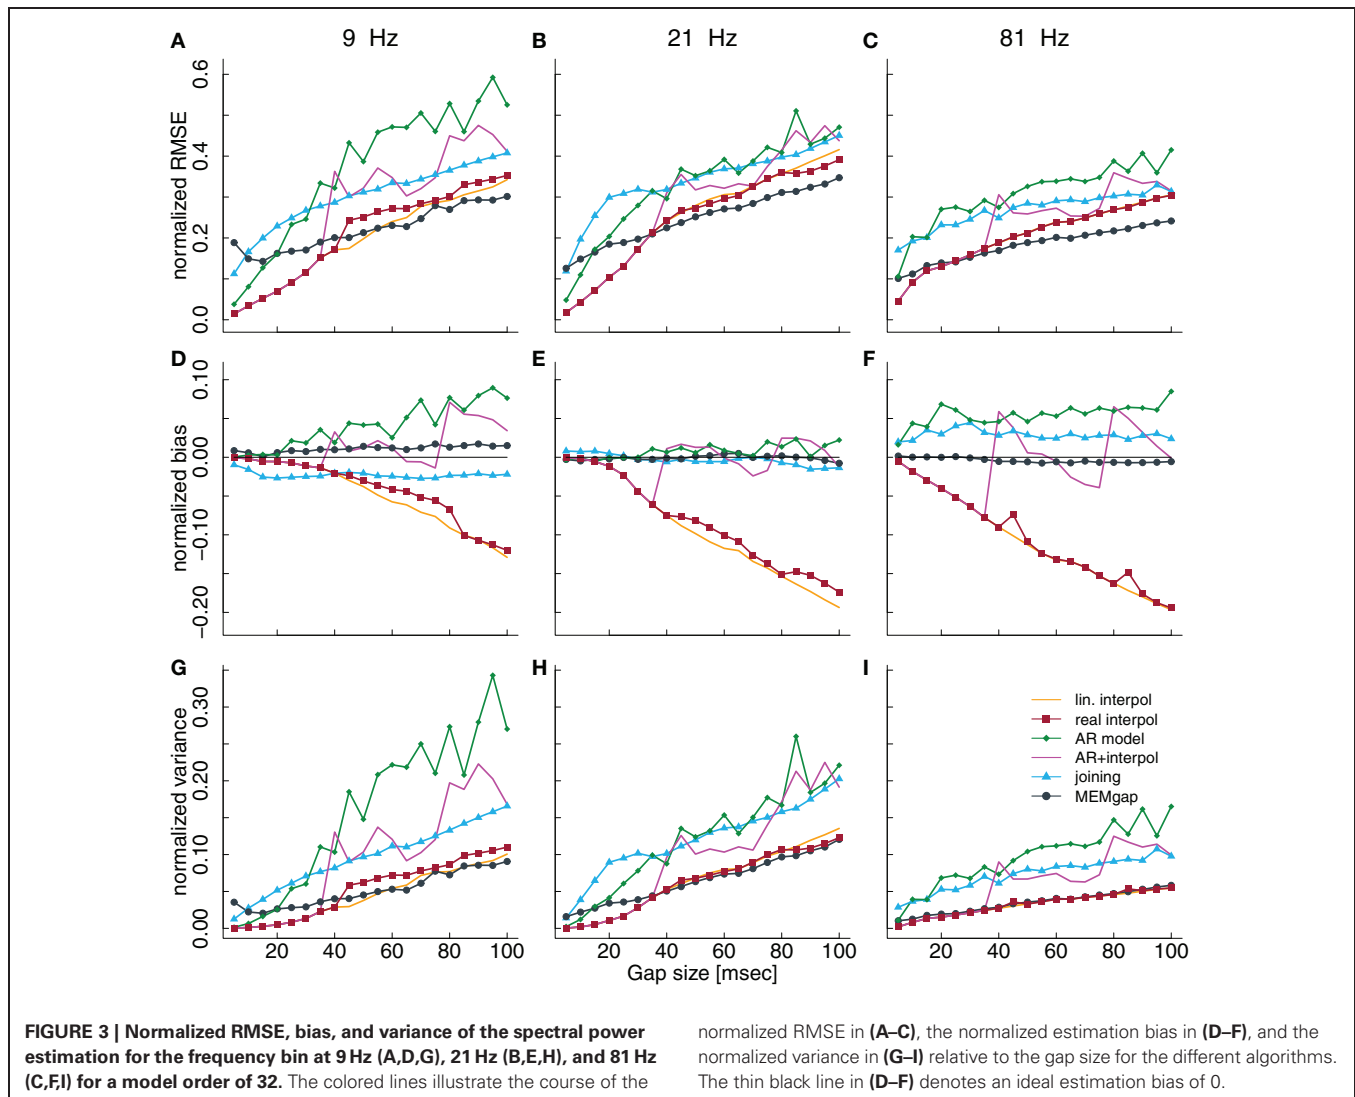 A 9 Hz B 21 Hz C 81 Hz
normalized RMSE
0.6
0.4
0.2
0.0
D E F
normalized bias
0.10
0.00
−0.10
−0.20
G H I
normalized variance
0.30
0.20
0.10
0.00
lin. interpol
real interpol
AR model
AR+interpol
joining
MEMgap
20 40 60 80 100 20 40 60 80 100 20 40 60 80 100
Gap size [msec]
FIGURE 3 | Normalized RMSE, bias, and variance of the spectral power
estimation for the frequency bin at 9 Hz (A,D,G), 21 Hz (B,E,H), and 81 Hz
(C,F,I) for a model order of 32. The colored lines illustrate the course of the
normalized RMSE in (A–C), the normalized estimation bias in (D–F), and the
normalized variance in (G–I) relative to the gap size for the different algorithms.
The thin black line in (D–F) denotes an ideal estimation bias of 0.